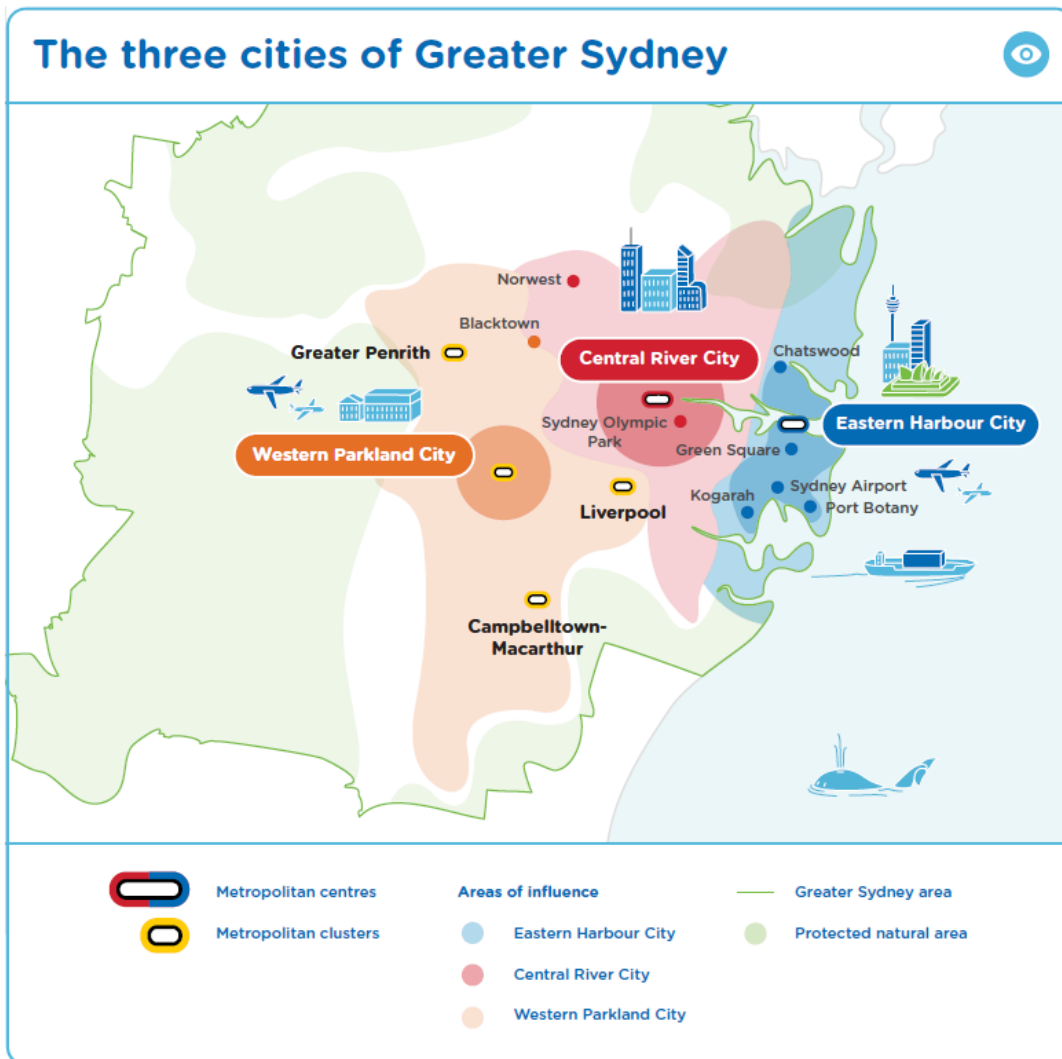 The three cities of Greater Sydney
Norwest
Blacktown
Greater Penrith
Central River City
Chatswood
Sydney Olympic
Park
Eastern Harbour City
Western Parkland City
Green Square
Liverpool
Kogarah
Sydney Airport
Port Botany
Campbelltown-
Macarthur
Metropolitan centres
Metropolitan clusters
Areas of influence
Eastern Harbour City
Central River City
Western Parkland City
Greater Sydney area
Protected natural area